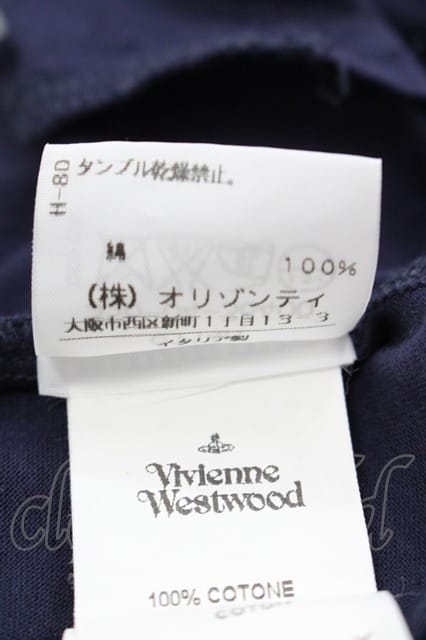 タンブル乾燥禁止。
08-H
綿 100%
(株)オリゾンティ
大阪市西区新町1丁目13 3
イタリア製
Vivienne
Westwood
100% COTONE